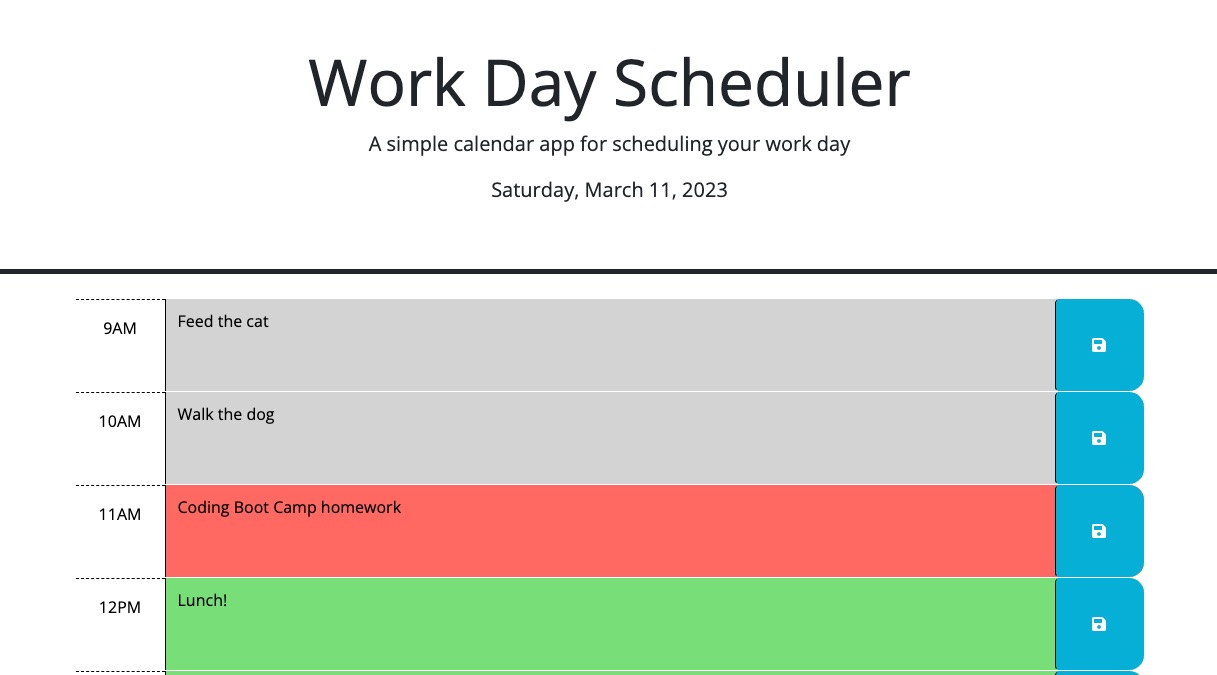 Work Day Scheduler
A simple calendar app for scheduling your work day
Saturday, March 11, 2023
9AM
Feed the cat
10AM
Walk the dog
11AM
Coding Boot Camp homework
12PM
Lunch!